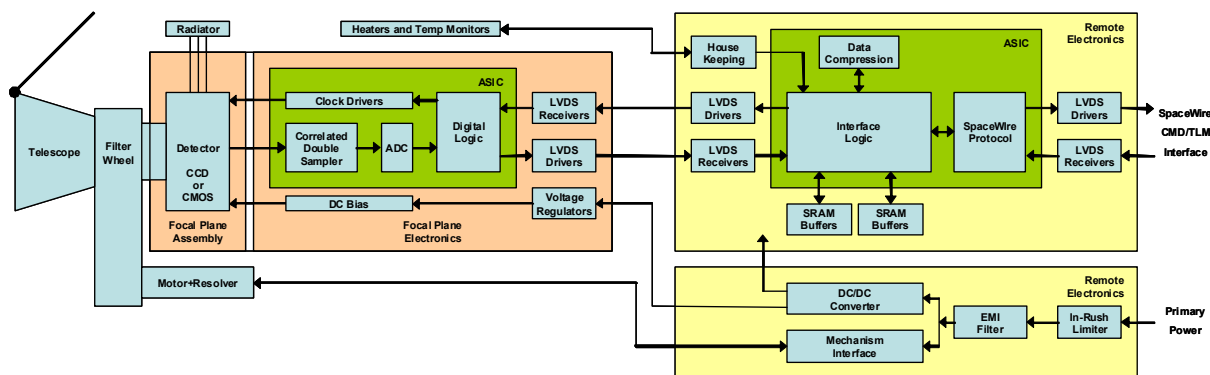 Radiator
Heaters and Temp Monitors
Remote
Electronics
ASIC
House
Keeping
Data
Compression
ASIC
Clock Drivers
LVDS
Receivers
LVDS
Drivers
LVDS
Drivers
SpaceWire
CMD/TLM
Interface
Telescope
Filter
Wheel
Detector
CCD
or
CMOS
Correlated
Double
Sampler
ADC
Digital
Logic
Interface
Logic
SpaceWire
Protocol
LVDS
Drivers
LVDS
Receivers
LVDS
Receivers
DC Bias
Voltage
Regulators
SRAM
Buffers
SRAM
Buffers
Focal Plane
Assembly
Focal Plane
Electronics
Motor+Resolver
Remote
Electronics
DC/DC
Converter
EMI
Filter
In-Rush
Limiter
Primary
Power
Mechanism
Interface